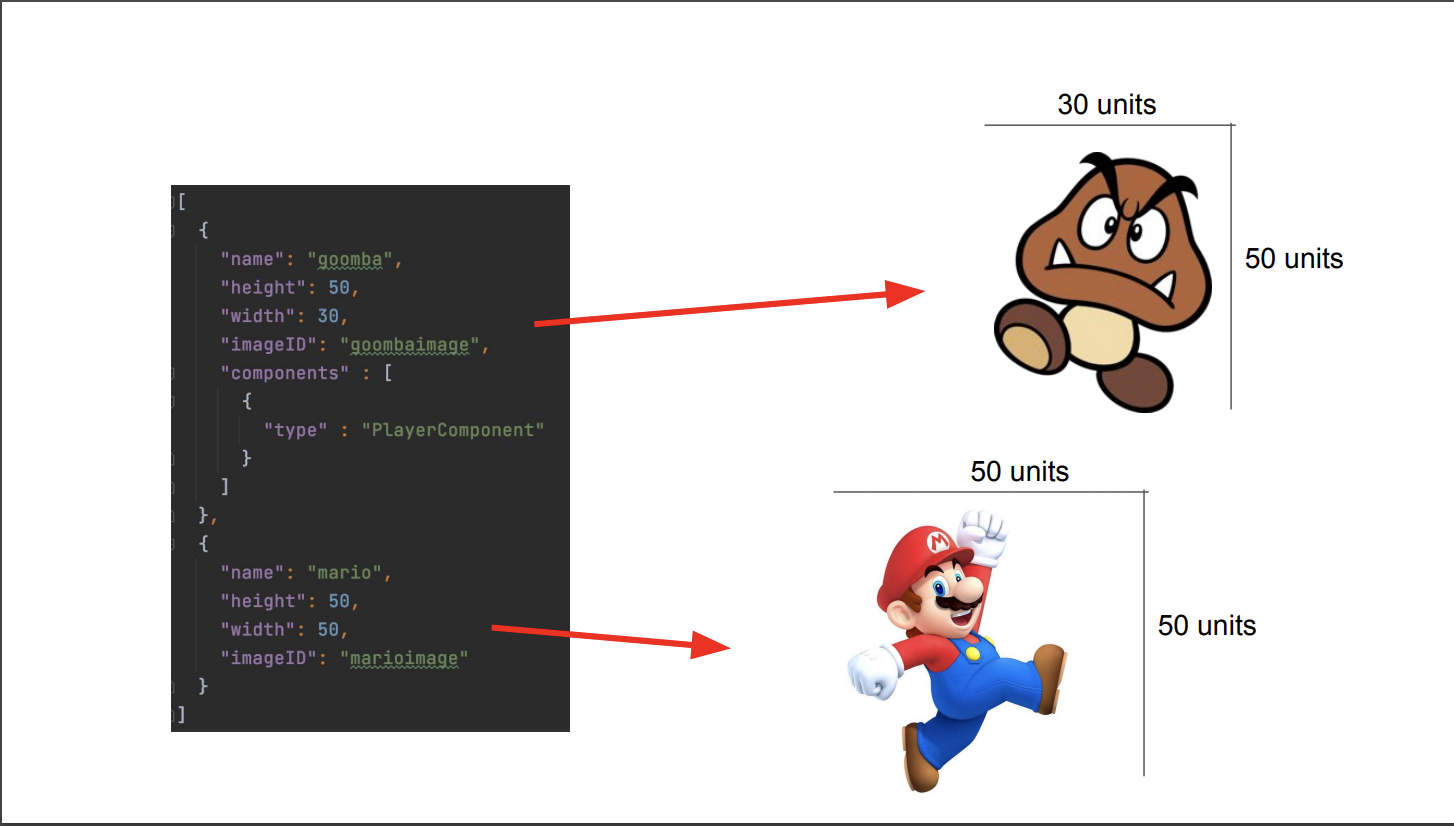 [
{
"name": "goomba",
"height": 50,
"width": 30,
"imageID": "goombaimage",
"components" : [
{
"type" : "PlayerComponent"
}
]
},
{
"name": "mario",
"height": 50,
"width": 50,
"imageID": "marioimage"
}
]
30 units
50 units
50 units
M
50 units